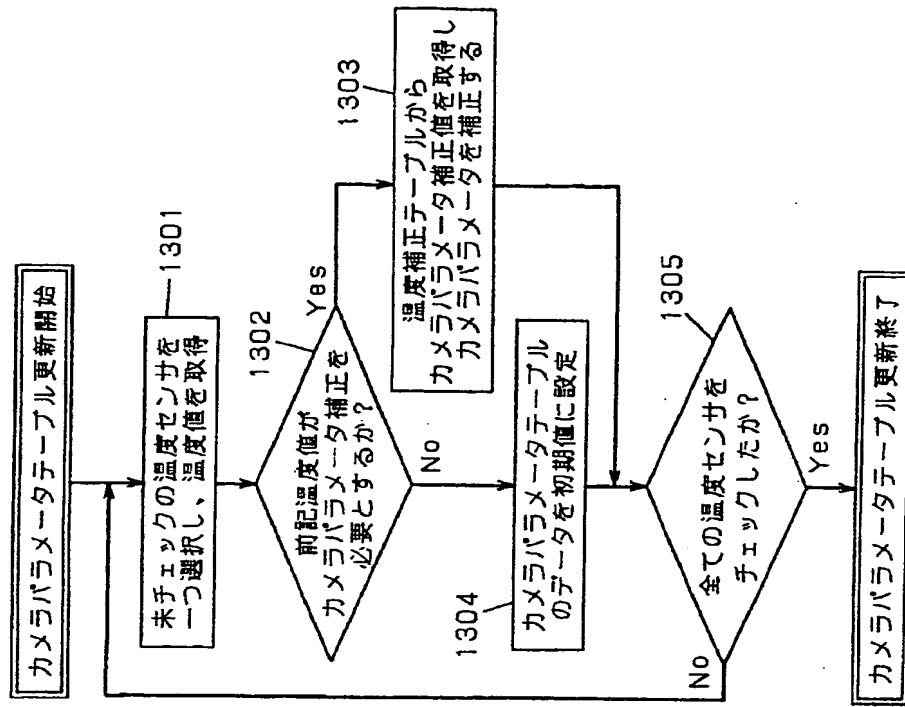 カメラパラメータテーブル更新開始
1301
未チェックの温度センサを
一つ選択し、温度値を取得
1302
前記温度値が
カメラパラメータ補正を
必要とするか?
Yes
No
1303
温度補正テーブルから
カメラパラメータ補正値を取得し
カメラパラメータを補正する
1304
カメラパラメータテーブル
のデータを初期値に設定
1305
全ての温度センサを
チェックしたか?
No
Yes
カメラパラメータテーブル更新終了